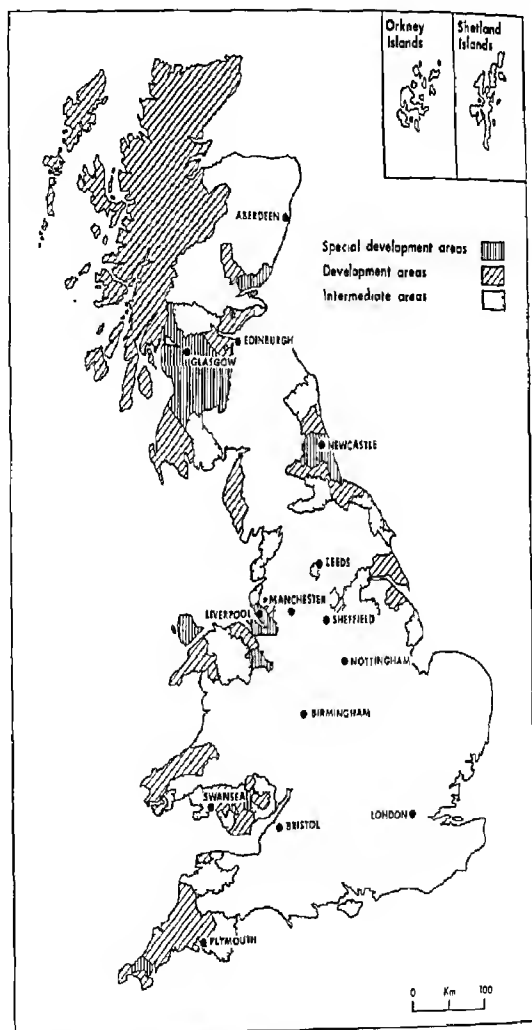 Orkney Islands
Shetland Islands
ABERDEEN
Special development areas
Development areas
Intermediate areas
EDINBURGH
GLASGOW
NEWCASTLE
LEEDS
MANCHESTER
LIVERPOOL
SHEFFIELD
NOTTINGHAM
BIRMINGHAM
SWANSEA
LONDON
BRISTOL
PLYMOUTH
0 Km 100